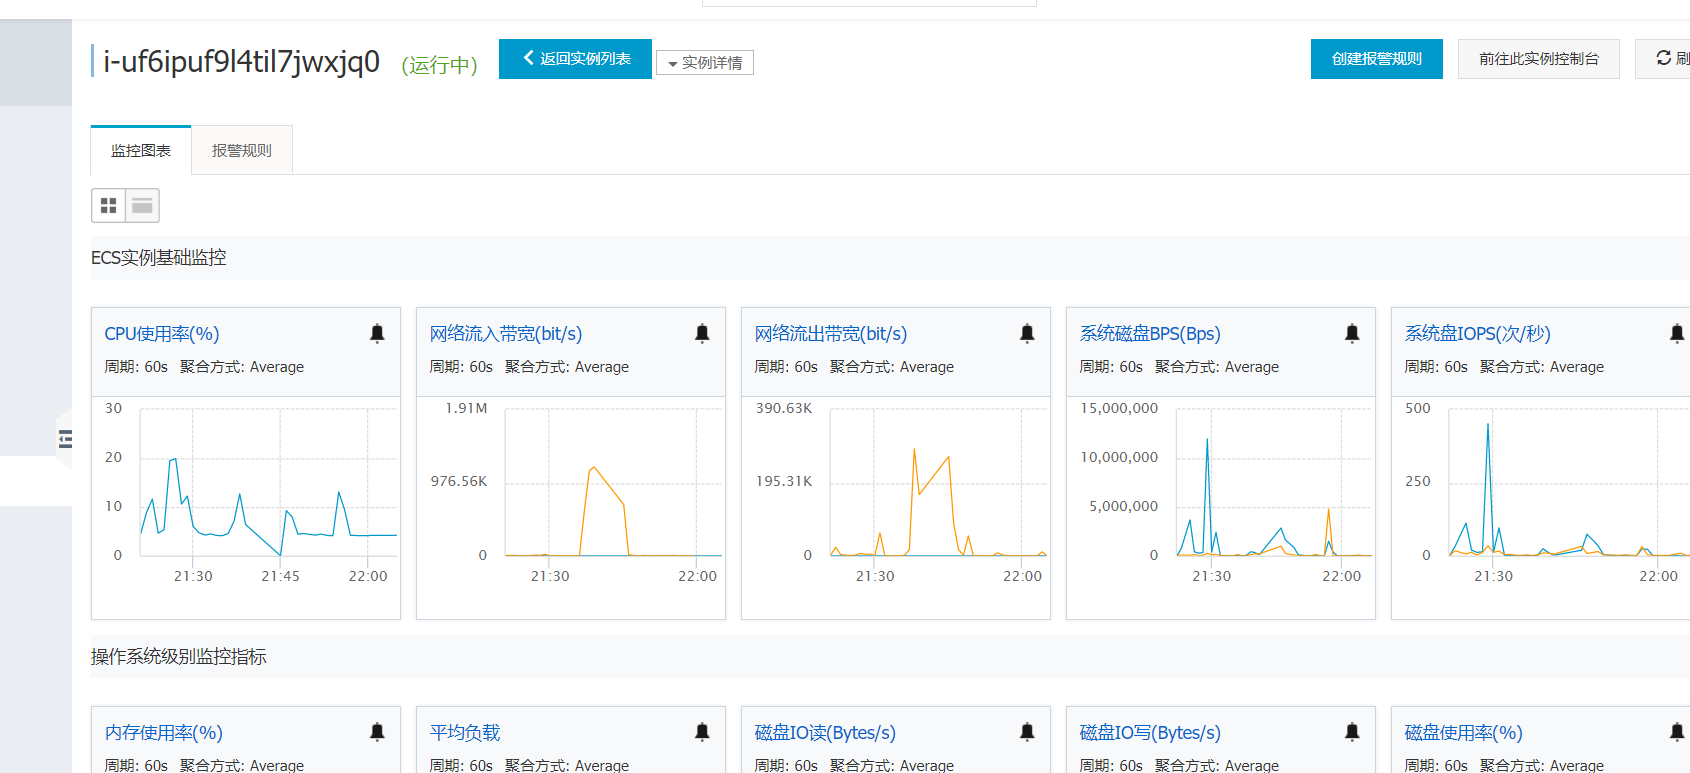 i-uf6ipuf9l4til7jwxjq0 (运行中) 返回实例列表 实例详情 创建报警规则 前往此实例控制台 刷
监控图表 报警规则
ECS实例基础监控
CPU使用率(%) 网络流入带宽(bit/s) 网络流出带宽(bit/s) 系统磁盘BPS(Bps) 系统盘IOPS(次/秒)
周期: 60s 聚合方式: Average 周期: 60s 聚合方式: Average 周期: 60s 聚合方式: Average 周期: 60s 聚合方式: Average 周期: 60s 聚合方式: Average
30 1.91M 390.63K 15,000,000 500
20 10,000,000
976.56K 195.31K 250
10 5,000,000
0 0 0 0 0
21:30 21:45 22:00 21:30 22:00 21:30 22:00 21:30 22:00 21:30 22:00
操作系统级别监控指标
内存使用率(%) 平均负载 磁盘IO读(Bytes/s) 磁盘IO写(Bytes/s) 磁盘使用率(%)
周期: 60s 聚合方式: Average 周期: 60s 聚合方式: Average 周期: 60s 聚合方式: Average 周期: 60s 聚合方式: Average 周期: 60s 聚合方式: Average